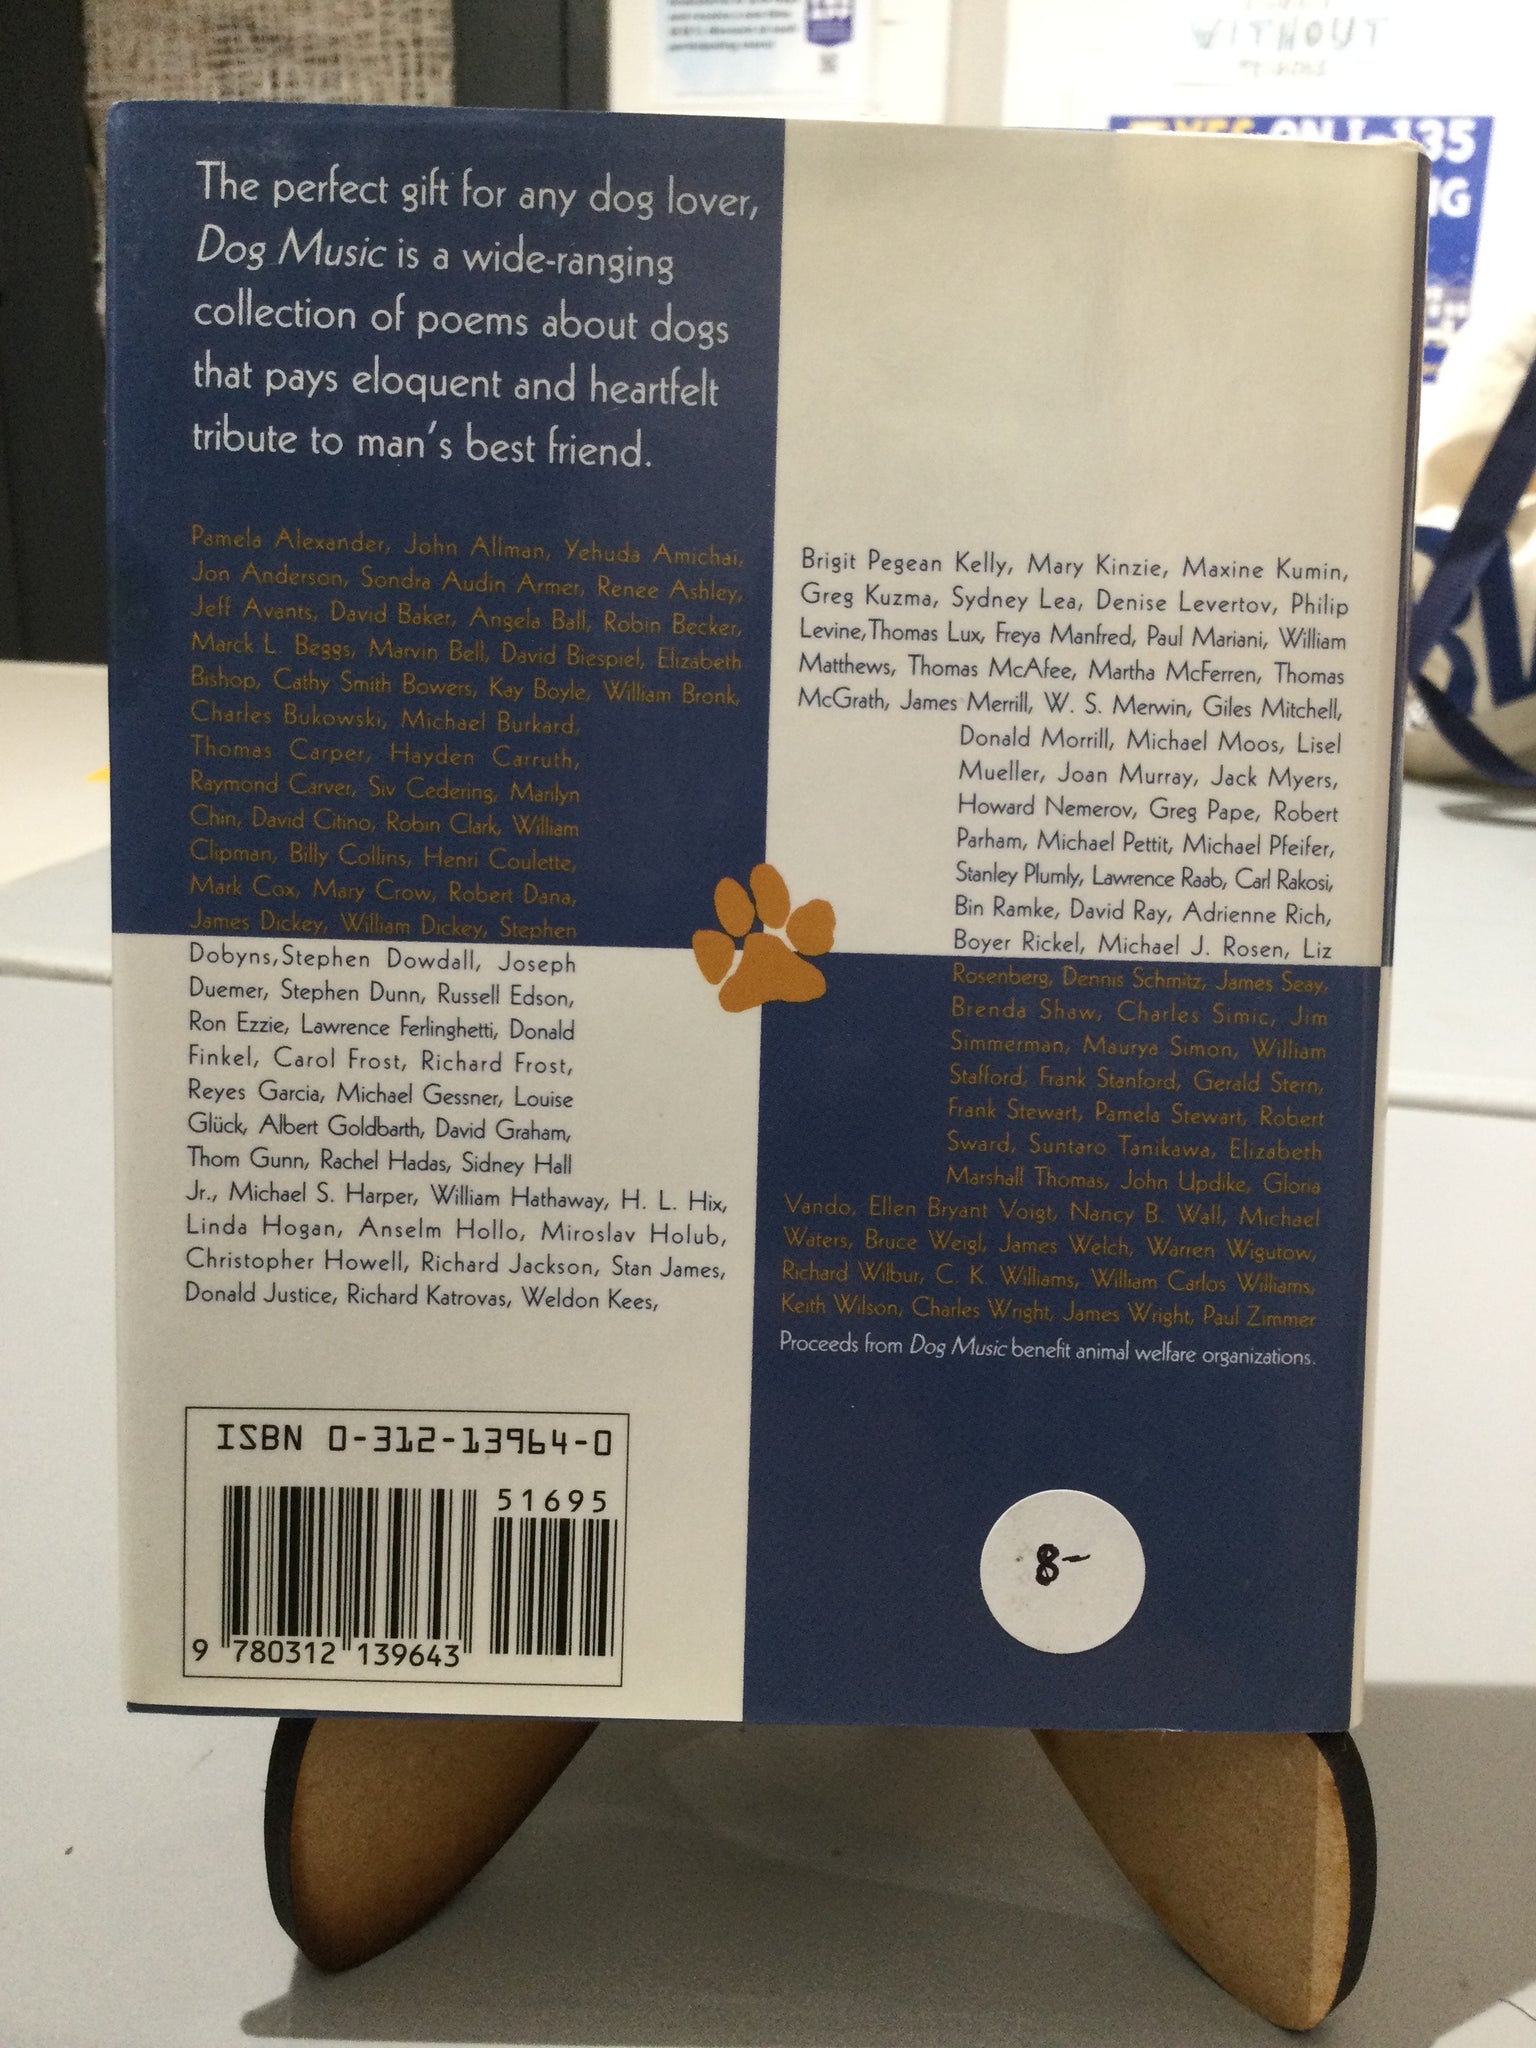 WITHOUT
YES ON I-135
The perfect gift for any dog lover,
Dog Music is a wide-ranging
collection of poems about dogs
that pays eloquent and heartfelt
tribute to man's best friend.
Pamela Alexander, John Allman, Yehuda Amichai,
Jon Anderson, Sondra Audin Armer, Renee Ashley,
Jeff Avants, David Baker, Angela Ball, Robin Becker,
Marck L. Beggs, Marvin Bell, David Biespiel, Elizabeth
Bishop, Cathy Smith Bowers, Kay Boyle, William Bronk,
Charles Bukowski, Michael Burkard,
Thomas Carper, Hayden Carruth,
Raymond Carver, Siv Cedering, Marilyn
Chin, David Citino, Robin Clark, William
Clipman, Billy Collins, Henri Coulette,
Mark Cox, Mary Crow, Robert Dana,
James Dickey, William Dickey, Stephen
Dobyns, Stephen Dowdall, Joseph
Duemer, Stephen Dunn, Russell Edson,
Ron Ezzie, Lawrence Ferlinghetti, Donald
Finkel, Carol Frost, Richard Frost,
Reyes Garcia, Michael Gessner, Louise
Glück, Albert Goldbarth, David Graham,
Thom Gunn, Rachel Hadas, Sidney Hall
Jr., Michael S. Harper, William Hathaway, H. L. Hix,
Linda Hogan, Anselm Hollo, Miroslav Holub,
Christopher Howell, Richard Jackson, Stan James,
Donald Justice, Richard Katrovas, Weldon Kees,
Brigit Pegean Kelly, Mary Kinzie, Maxine Kumin,
Greg Kuzma, Sydney Lea, Denise Levertov, Philip
Levine, Thomas Lux, Freya Manfred, Paul Mariani, William
Matthews, Thomas McAfee, Martha McFerren, Thomas
McGrath, James Merrill, W. S. Merwin, Giles Mitchell,
Donald Morrill, Michael Moos, Lisel
Mueller, Joan Murray, Jack Myers,
Howard Nemerov, Greg Pape, Robert
Parham, Michael Pettit, Michael Pfeifer,
Stanley Plumly, Lawrence Raab, Carl Rakosi,
Bin Ramke, David Ray, Adrienne Rich,
Boyer Rickel, Michael J. Rosen, Liz
Rosenberg, Dennis Schmitz, James Seay,
Brenda Shaw, Charles Simic, Jim
Simmerman, Maurya Simon, William
Stafford, Frank Stanford, Gerald Stern,
Frank Stewart, Pamela Stewart, Robert
Sward, Suntaro Tanikawa, Elizabeth
Marshall Thomas, John Updike, Gloria
Vando, Ellen Bryant Voigt, Nancy B. Wall, Michael
Waters, Bruce Weigl, James Welch, Warren Wigutow,
Richard Wilbur, C. K. Williams, William Carlos Williams,
Keith Wilson, Charles Wright, James Wright, Paul Zimmer
Proceeds from Dog Music benefit animal welfare organizations.
ISBN 0-312-13964-0
51695
9 780312 139643
8-